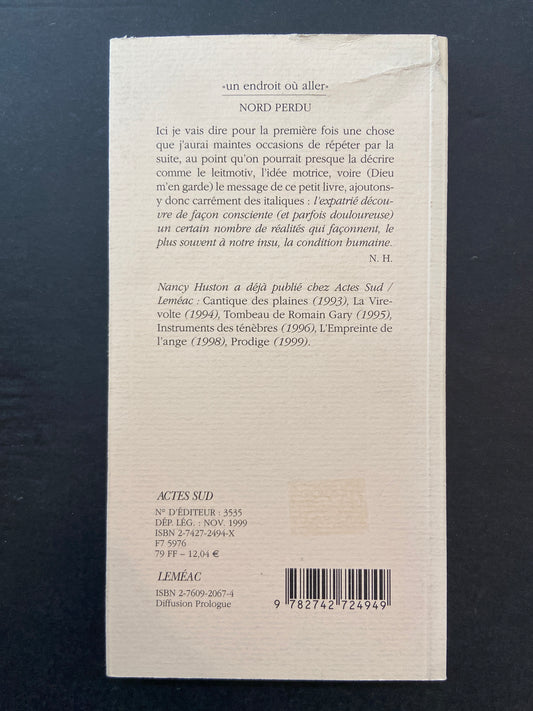 «un endroit où aller»
NORD PERDU
Ici je vais dire pour la première fois une chose
que j'aurai maintes occasions de répéter par la
suite, au point qu'on pourrait presque la décrire
comme le leitmotiv, l'idée motrice, voire (Dieu
m'en garde) le message de ce petit livre, ajoutons-
y donc carrément des italiques : l'expatrié décou-
vre de façon consciente (et parfois douloureuse)
un certain nombre de réalités qui façonnent, le
plus souvent à notre insu, la condition humaine.
N. H.
Nancy Huston a déjà publié chez Actes Sud /
Leméac : Cantique des plaines (1993), La Vire-
volte (1994), Tombeau de Romain Gary (1995),
Instruments des ténèbres (1996), L'Empreinte de
l'ange (1998), Prodige (1999).
ACTES SUD
N° D'ÉDITEUR : 3535
DÉP. LÉG. : NOV. 1999
ISBN 2-7427-2494-X
F7 5976
79 FF – 12,04 €
LEMÉAC
ISBN 2-7609-2067-4
Diffusion Prologue
9 782742 724949